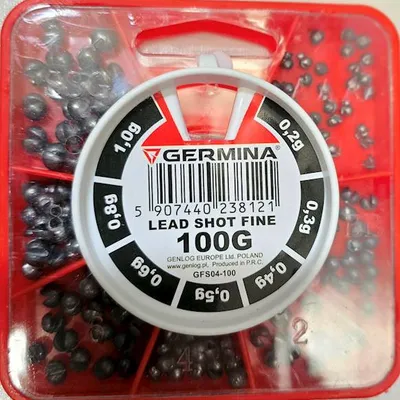 GERMINA
5 907440 238121
LEAD SHOT FINE
100G
GENLOG EUROPE Ltd. POLAND
www.genlog.pl, Produced in P.R.C.
GFS04-100
1,0g
0,8g
0,6g
0,5g
0,4g
0,3g
0,2g
4
2